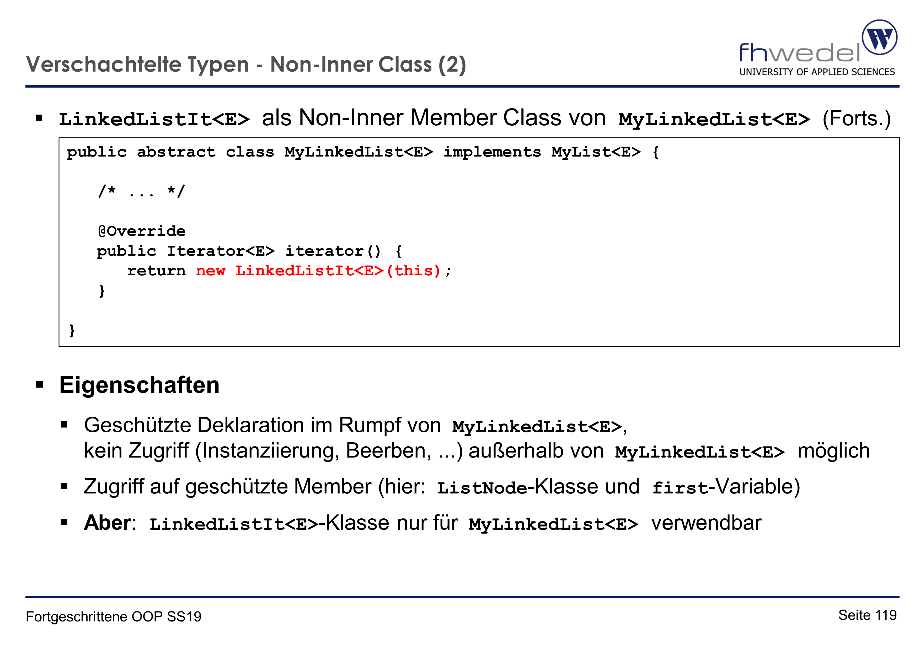 Verschachtelte Typen - Non-Inner Class (2)
fhwedel
UNIVERSITY OF APPLIED SCIENCES
▪ LinkedListIt<E> als Non-Inner Member Class von MyLinkedList<E> (Forts.)
public abstract class MyLinkedList<E> implements MyList<E> {
/* ... */
@Override
public Iterator<E> iterator() {
return new LinkedListIt<E>(this);
}
}
▪ Eigenschaften
▪ Geschützte Deklaration im Rumpf von MyLinkedList<E>,
kein Zugriff (Instanziierung, Beerben, ...) außerhalb von MyLinkedList<E> möglich
▪ Zugriff auf geschützte Member (hier: ListNode-Klasse und first-Variable)
▪ Aber: LinkedListIt<E>-Klasse nur für MyLinkedList<E> verwendbar
Fortgeschrittene OOP SS19
Seite 119